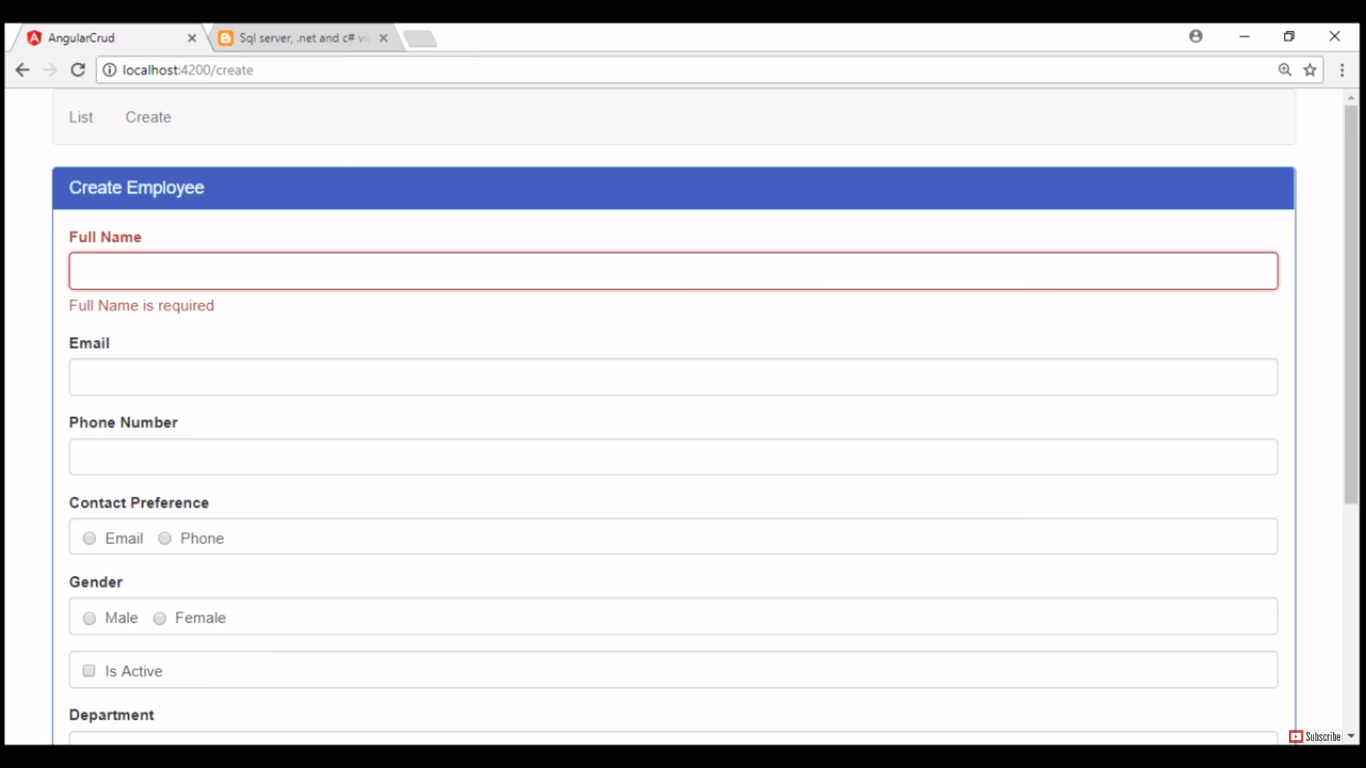 AngularCrud
Sql server, .net and c# vic
localhost:4200/create
List Create
Create Employee
Full Name
Full Name is required
Email
Phone Number
Contact Preference
Email Phone
Gender
Male Female
Is Active
Department
Subscribe